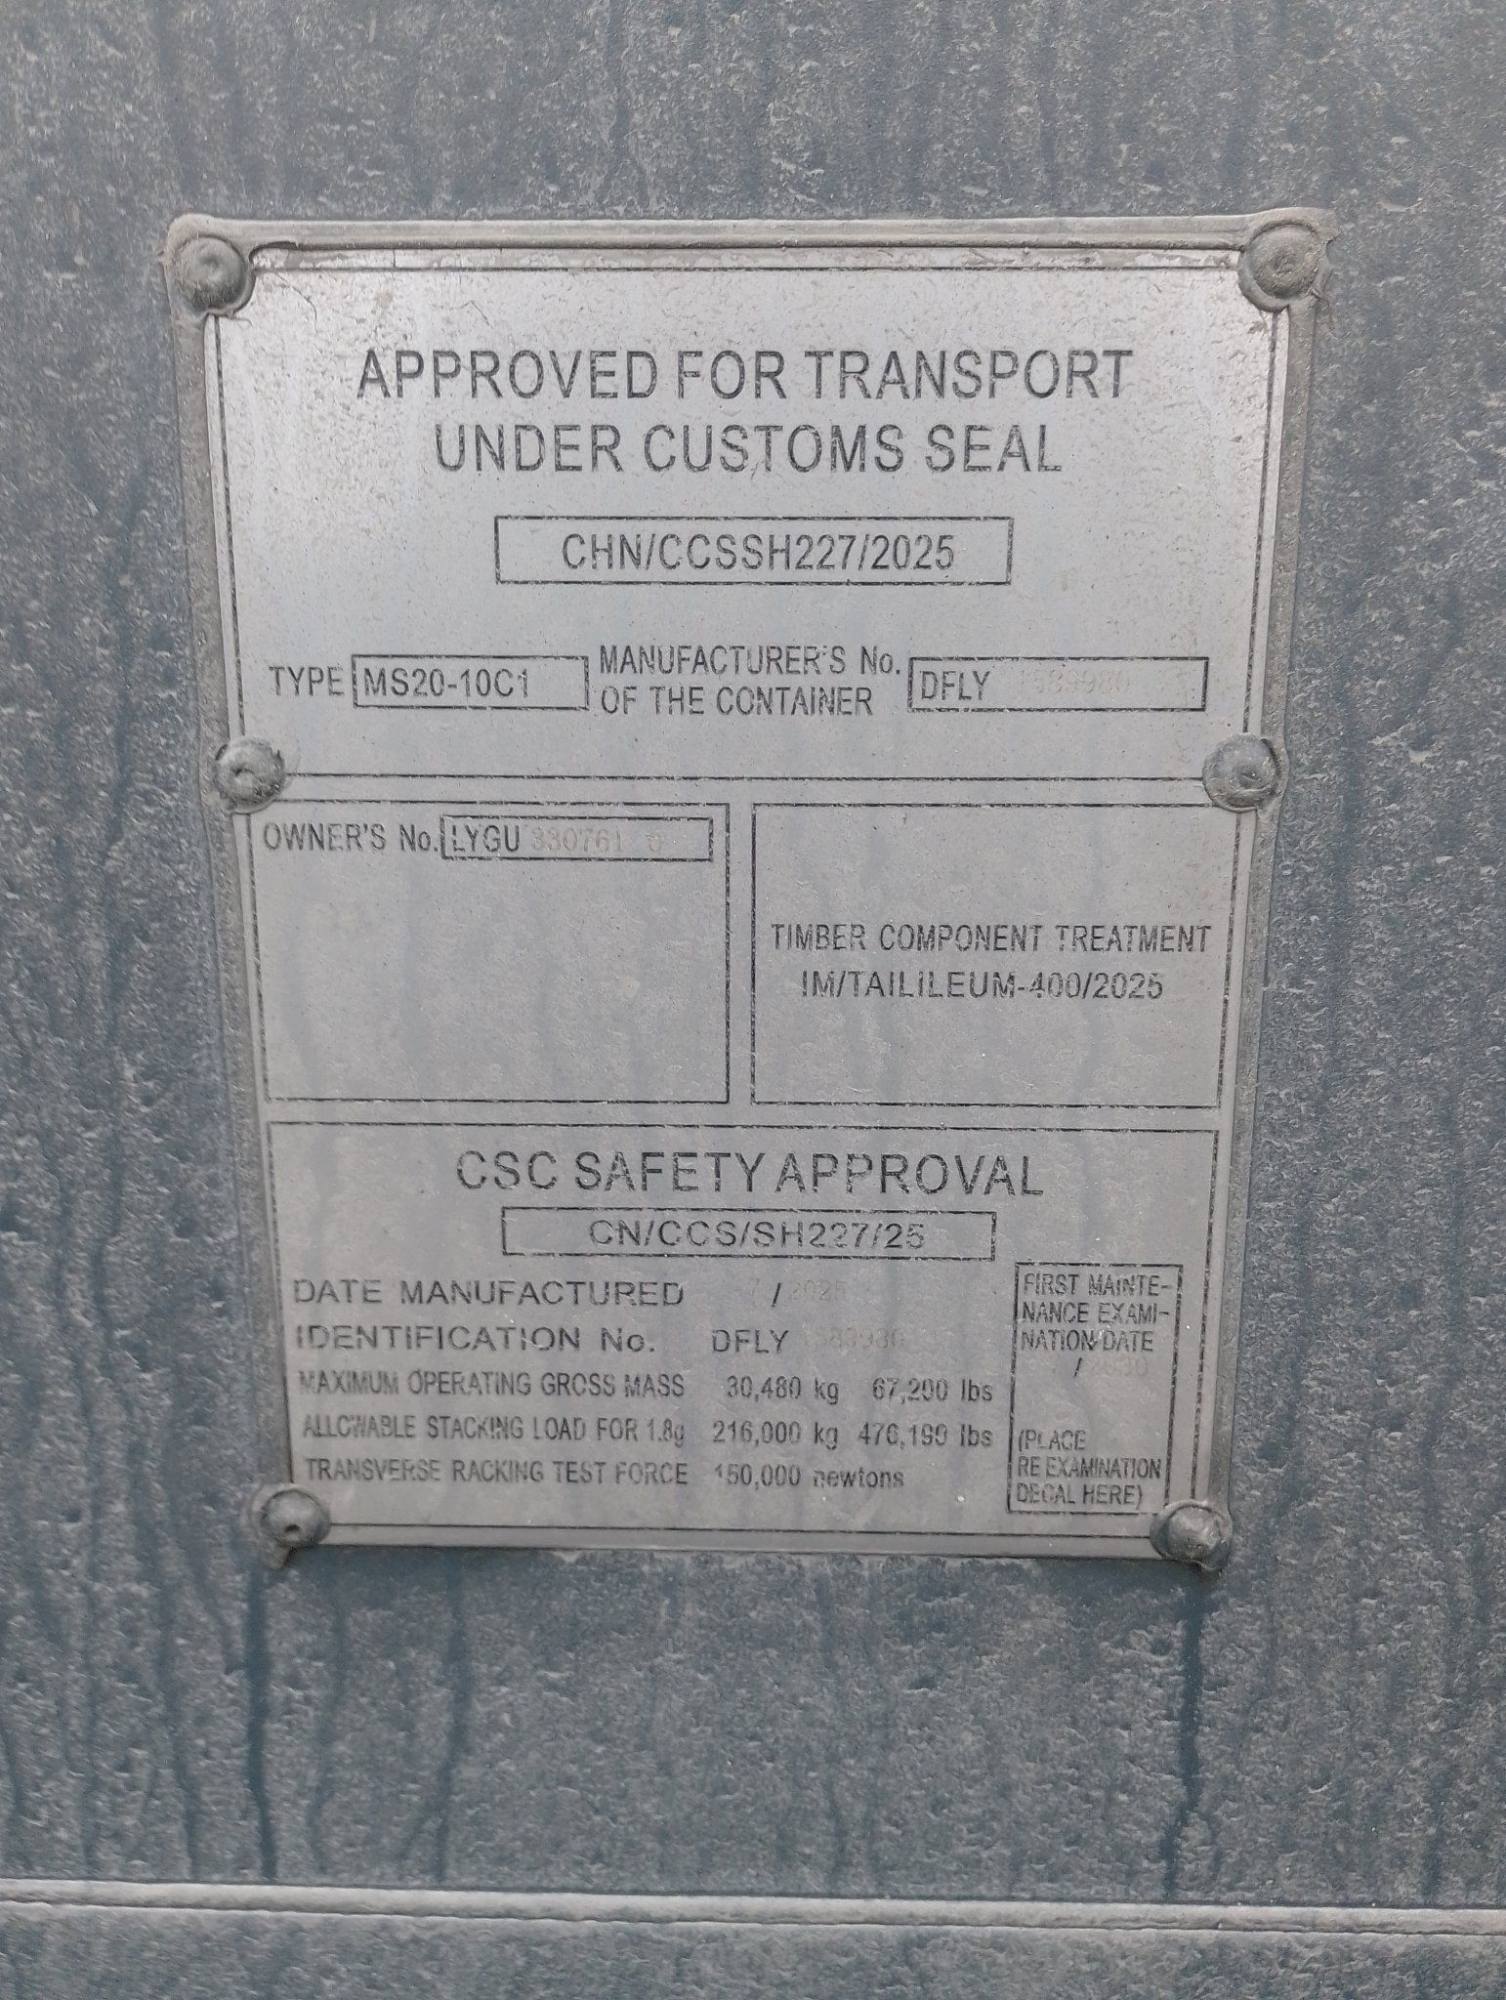 APPROVED FOR TRANSPORT
UNDER CUSTOMS SEAL
CHN/CCSSH227/2025
TYPE MS20-10C1
MANUFACTURER'S No.
OF THE CONTAINER
DFLY
OWNER'S No. LYGU 330761 0
TIMBER COMPONENT TREATMENT
IM/TAILILEUM-400/2025
CSC SAFETY APPROVAL
CN/CCS/SH227/25
DATE MANUFACTURED / 2025
IDENTIFICATION No. DFLY
MAXIMUM OPERATING GROSS MASS 30,480 kg 67,200 lbs
ALLOWABLE STACKING LOAD FOR 1.8g 216,000 kg 476,190 lbs
TRANSVERSE RACKING TEST FORCE 150,000 newtons
FIRST MAINTE-
NANCE EXAMI-
NATION DATE
/
(PLACE
RE EXAMINATION
DECAL HERE)